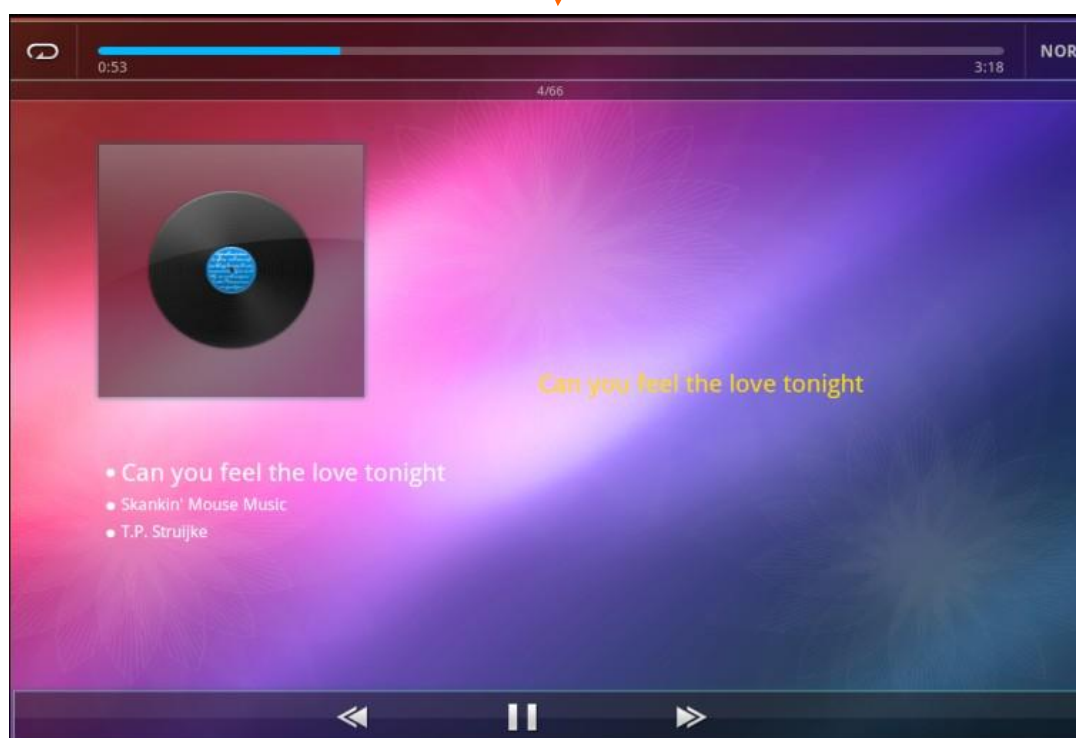 NOR
0:53
3:18
4/66
Can you feel the love tonight
• Can you feel the love tonight
• Skankin' Mouse Music
• T.P. Struijke